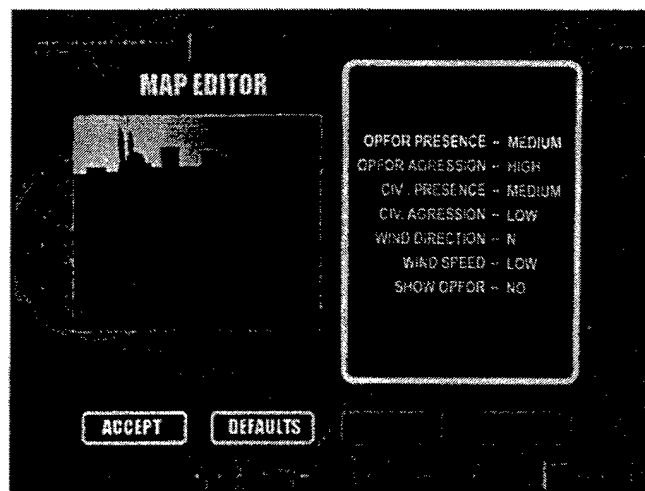 MAP EDITOR
OPFOR PRESENCE -- MEDIUM
OPFOR AGRESSION -- HIGH
CIV. PRESENCE -- MEDIUM
CIV. AGRESSION -- LOW
WIND DIRECTION -- N
WIND SPEED -- LOW
SHOW OPFOR -- NO
ACCEPT
DEFAULTS